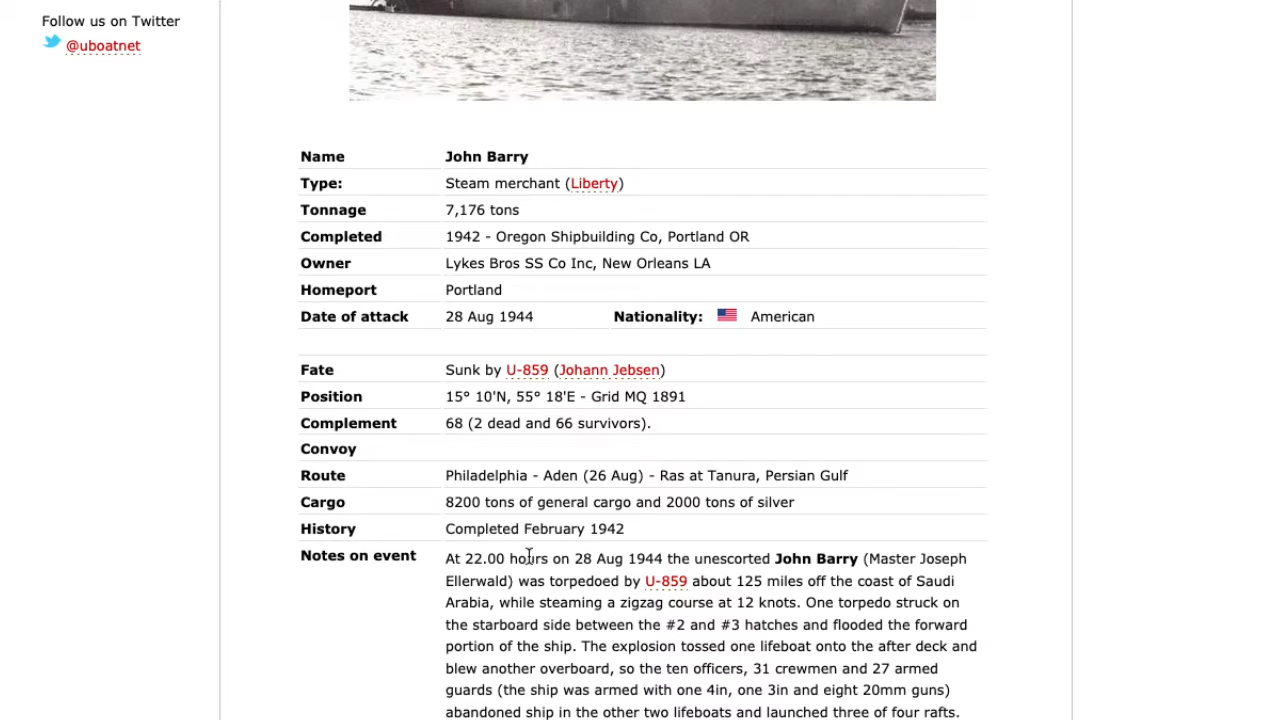 Follow us on Twitter
@uboatnet
Name John Barry
Type: Steam merchant (Liberty)
Tonnage 7,176 tons
Completed 1942 - Oregon Shipbuilding Co, Portland OR
Owner Lykes Bros SS Co Inc, New Orleans LA
Homeport Portland
Date of attack 28 Aug 1944 Nationality: American
Fate Sunk by U-859 (Johann Jebsen)
Position 15° 10'N, 55° 18'E - Grid MQ 1891
Complement 68 (2 dead and 66 survivors).
Convoy
Route Philadelphia - Aden (26 Aug) - Ras at Tanura, Persian Gulf
Cargo 8200 tons of general cargo and 2000 tons of silver
History Completed February 1942
Notes on event At 22.00 hours on 28 Aug 1944 the unescorted John Barry (Master Joseph
Ellerwald) was torpedoed by U-859 about 125 miles off the coast of Saudi
Arabia, while steaming a zigzag course at 12 knots. One torpedo struck on
the starboard side between the #2 and #3 hatches and flooded the forward
portion of the ship. The explosion tossed one lifeboat onto the after deck and
blew another overboard, so the ten officers, 31 crewmen and 27 armed
guards (the ship was armed with one 4in, one 3in and eight 20mm guns)
abandoned ship in the other two lifeboats and launched three of four rafts.